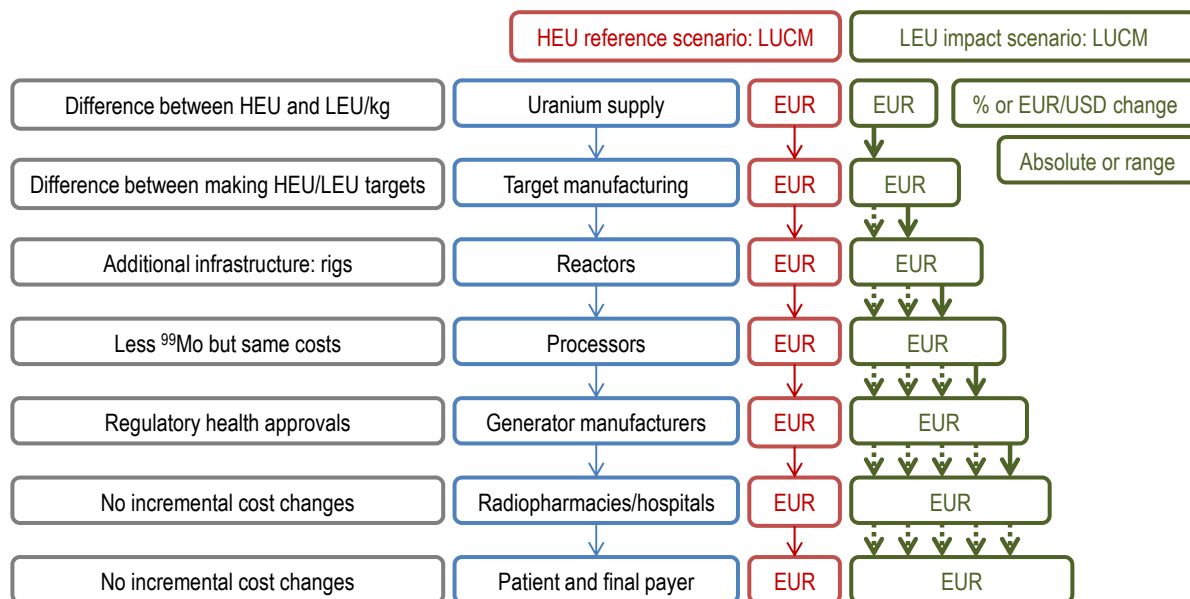 HEU reference scenario: LUCM
LEU impact scenario: LUCM
Difference between HEU and LEU/kg
Uranium supply
EUR
EUR
% or EUR/USD change
Absolute or range
Difference between making HEU/LEU targets
Target manufacturing
EUR
EUR
Additional infrastructure: rigs
Reactors
EUR
EUR
Less ⁹⁹Mo but same costs
Processors
EUR
EUR
Regulatory health approvals
Generator manufacturers
EUR
EUR
No incremental cost changes
Radiopharmacies/hospitals
EUR
EUR
No incremental cost changes
Patient and final payer
EUR
EUR